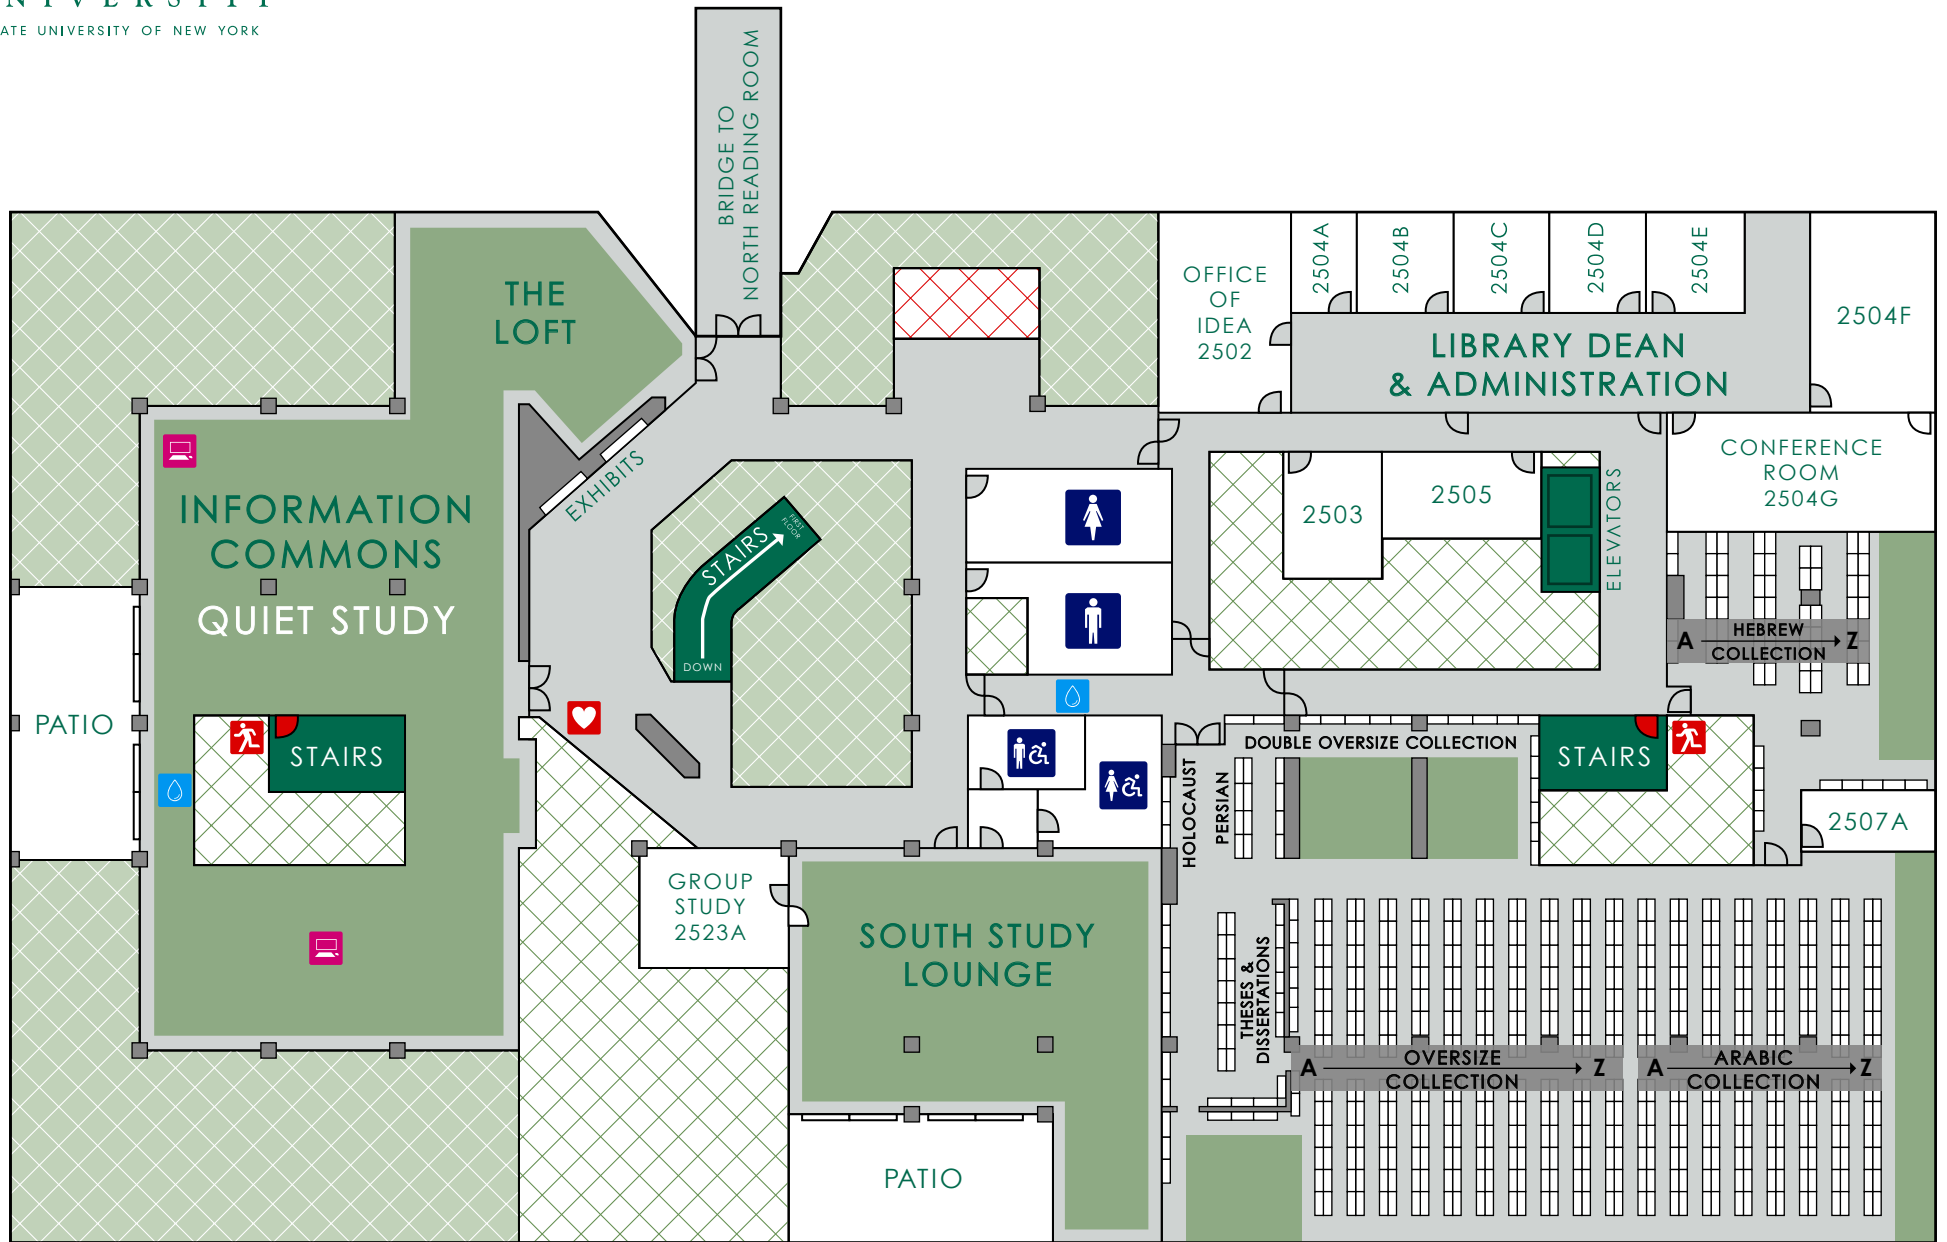 ATE UNIVERSITY OF NEW YORK
BRIDGE TO
NORTH READING ROOM
THE
LOFT
OFFICE
OF
IDEA
2502
2504A
2504B
2504C
2504D
2504E
2504F
LIBRARY DEAN
& ADMINISTRATION
CONFERENCE
ROOM
2504G
EXHIBITS
INFORMATION
COMMONS
QUIET STUDY
STAIRS
FIRST
FLOOR
DOWN
2503
2505
ELEVATORS
A
HEBREW
COLLECTION
Z
PATIO
STAIRS
DOUBLE OVERSIZE COLLECTION
HOLOCAUST
PERSIAN
STAIRS
2507A
GROUP
STUDY
2523A
SOUTH STUDY
LOUNGE
THESES &
DISSERTATIONS
A
OVERSIZE
COLLECTION
Z
A
ARABIC
COLLECTION
Z
PATIO